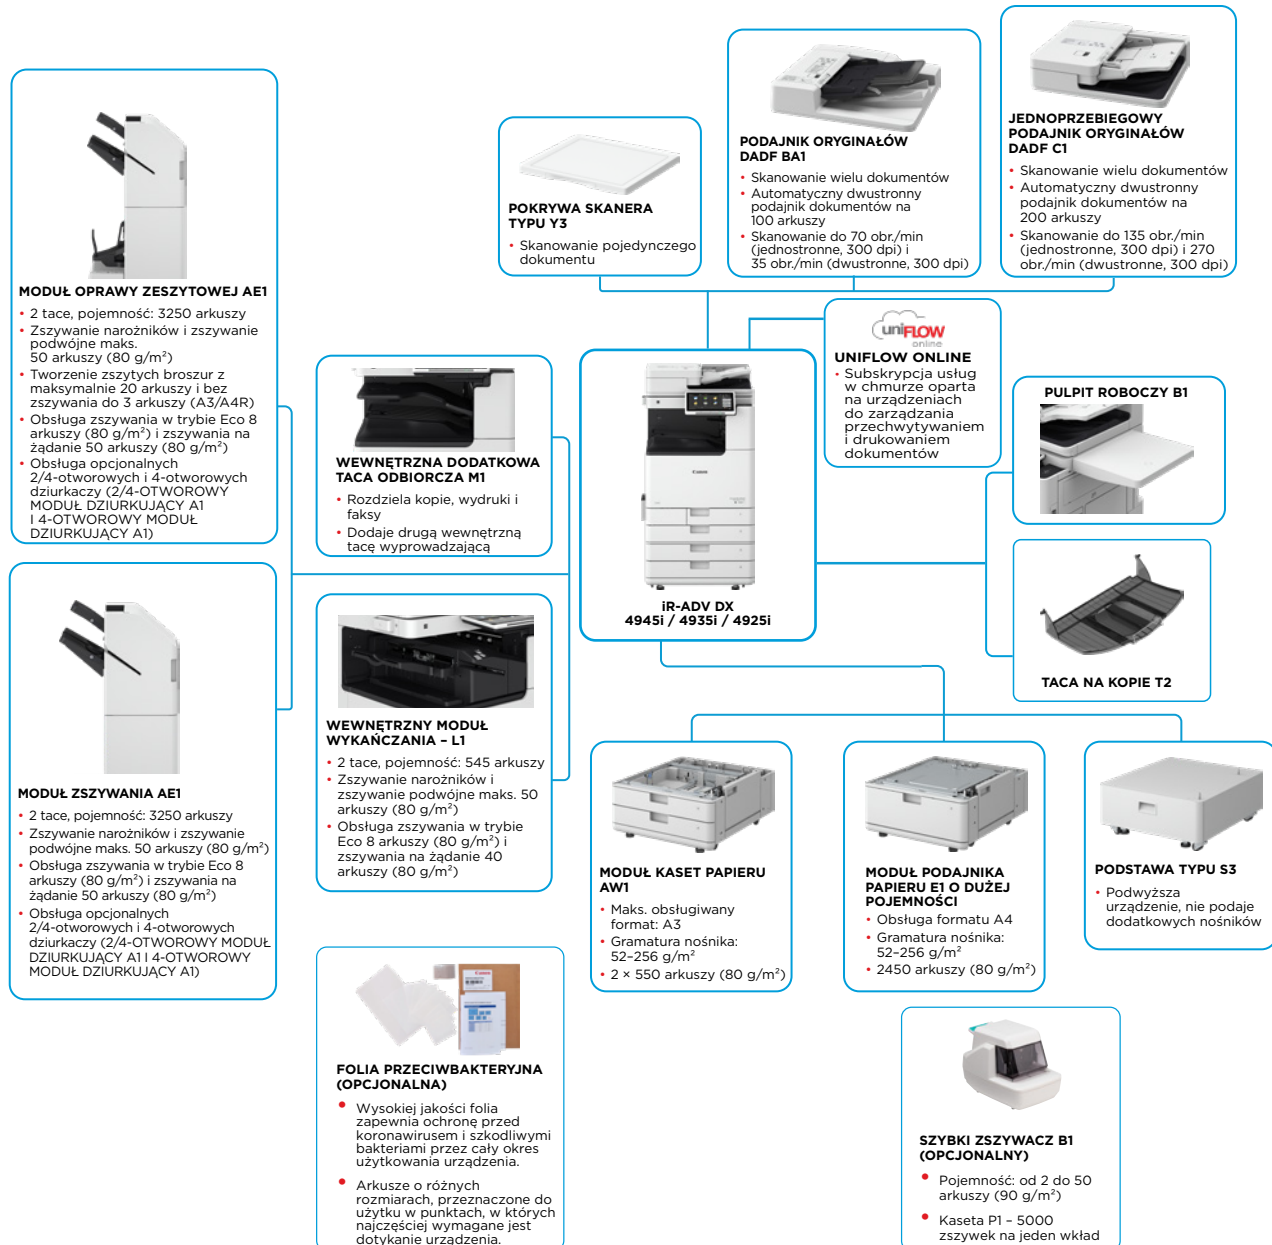 MODUŁ OPRAWY ZESZYTOWEJ AE1
• 2 tace, pojemność: 3250 arkuszy
• Zszywanie narożników i zszywanie
podwójne maks.
50 arkuszy (80 g/m²)
• Tworzenie zszytych broszur z
maksymalnie 20 arkuszy i bez
zszywania do 3 arkuszy (A3/A4R)
• Obsługa zszywania w trybie Eco 8
arkuszy (80 g/m²) i zszywania na
żądanie 50 arkuszy (80 g/m²)
• Obsługa opcjonalnych
2/4-otworowych i 4-otworowych
dziurkaczy (2/4-OTWOROWY
MODUŁ DZIURKUJĄCY A1
I 4-OTWOROWY MODUŁ
DZIURKUJĄCY A1)
MODUŁ ZSZYWANIA AE1
• 2 tace, pojemność: 3250 arkuszy
• Zszywanie narożników i zszywanie
podwójne maks. 50 arkuszy (80 g/m²)
• Obsługa zszywania w trybie Eco 8
arkuszy (80 g/m²) i zszywania na
żądanie 50 arkuszy (80 g/m²)
• Obsługa opcjonalnych
2/4-otworowych i 4-otworowych
dziurkaczy (2/4-OTWOROWY MODUŁ
DZIURKUJĄCY A1 I 4-OTWOROWY
MODUŁ DZIURKUJĄCY A1)
WEWNĘTRZNA DODATKOWA
TACA ODBIORCZA M1
• Rozdziela kopie, wydruki i
faksy
• Dodaje drugą wewnętrzną
tacę wyprowadzającą
WEWNĘTRZNY MODUŁ
WYKAŃCZANIA – L1
• 2 tace, pojemność: 545 arkuszy
• Zszywanie narożników i
zszywanie podwójne maks. 50
arkuszy (80 g/m²)
• Obsługa zszywania w trybie
Eco 8 arkuszy (80 g/m²) i
zszywania na żądanie 40
arkuszy (80 g/m²)
FOLIA PRZECIWBAKTERYJNA
(OPCJONALNA)
• Wysokiej jakości folia
zapewnia ochronę przed
koronawirusem i szkodliwymi
bakteriami przez cały okres
użytkowania urządzenia.
• Arkusze o różnych
rozmiarach, przeznaczone do
użytku w punktach, w których
najczęściej wymagane jest
dotykanie urządzenia.
POKRYWA SKANERA
TYPU Y3
• Skanowanie pojedynczego
dokumentu
PODAJNIK ORYGINAŁÓW
DADF BA1
• Skanowanie wielu dokumentów
• Automatyczny dwustronny
podajnik dokumentów na
100 arkuszy
• Skanowanie do 70 obr./min
(jednostronne, 300 dpi) i
35 obr./min (dwustronne, 300 dpi)
JEDNOPRZEBIEGOWY
PODAJNIK ORYGINAŁÓW
DADF C1
• Skanowanie wielu dokumentów
• Automatyczny dwustronny
podajnik dokumentów na
200 arkuszy
• Skanowanie do 135 obr./min
(jednostronne, 300 dpi) i 270
obr./min (dwustronne, 300 dpi)
uniFLOW
online
UNIFLOW ONLINE
• Subskrypcja usług
w chmurze oparta
na urządzeniach
do zarządzania
przechwytywaniem
i drukowaniem
dokumentów
Canon
iR-ADV DX
4945i / 4935i / 4925i
PULPIT ROBOCZY B1
TACA NA KOPIE T2
MODUŁ KASET PAPIERU
AW1
• Maks. obsługiwany
format: A3
• Gramatura nośnika:
52–256 g/m²
• 2 × 550 arkuszy (80 g/m²)
MODUŁ PODAJNIKA
PAPIERU E1 O DUŻEJ
POJEMNOŚCI
• Obsługa formatu A4
• Gramatura nośnika:
52–256 g/m²
• 2450 arkuszy (80 g/m²)
PODSTAWA TYPU S3
• Podwyższa
urządzenie, nie podaje
dodatkowych nośników
SZYBKI ZSZYWACZ B1
(OPCJONALNY)
• Pojemność: od 2 do 50
arkuszy (90 g/m²)
• Kaseta P1 – 5000
zszywek na jeden wkład